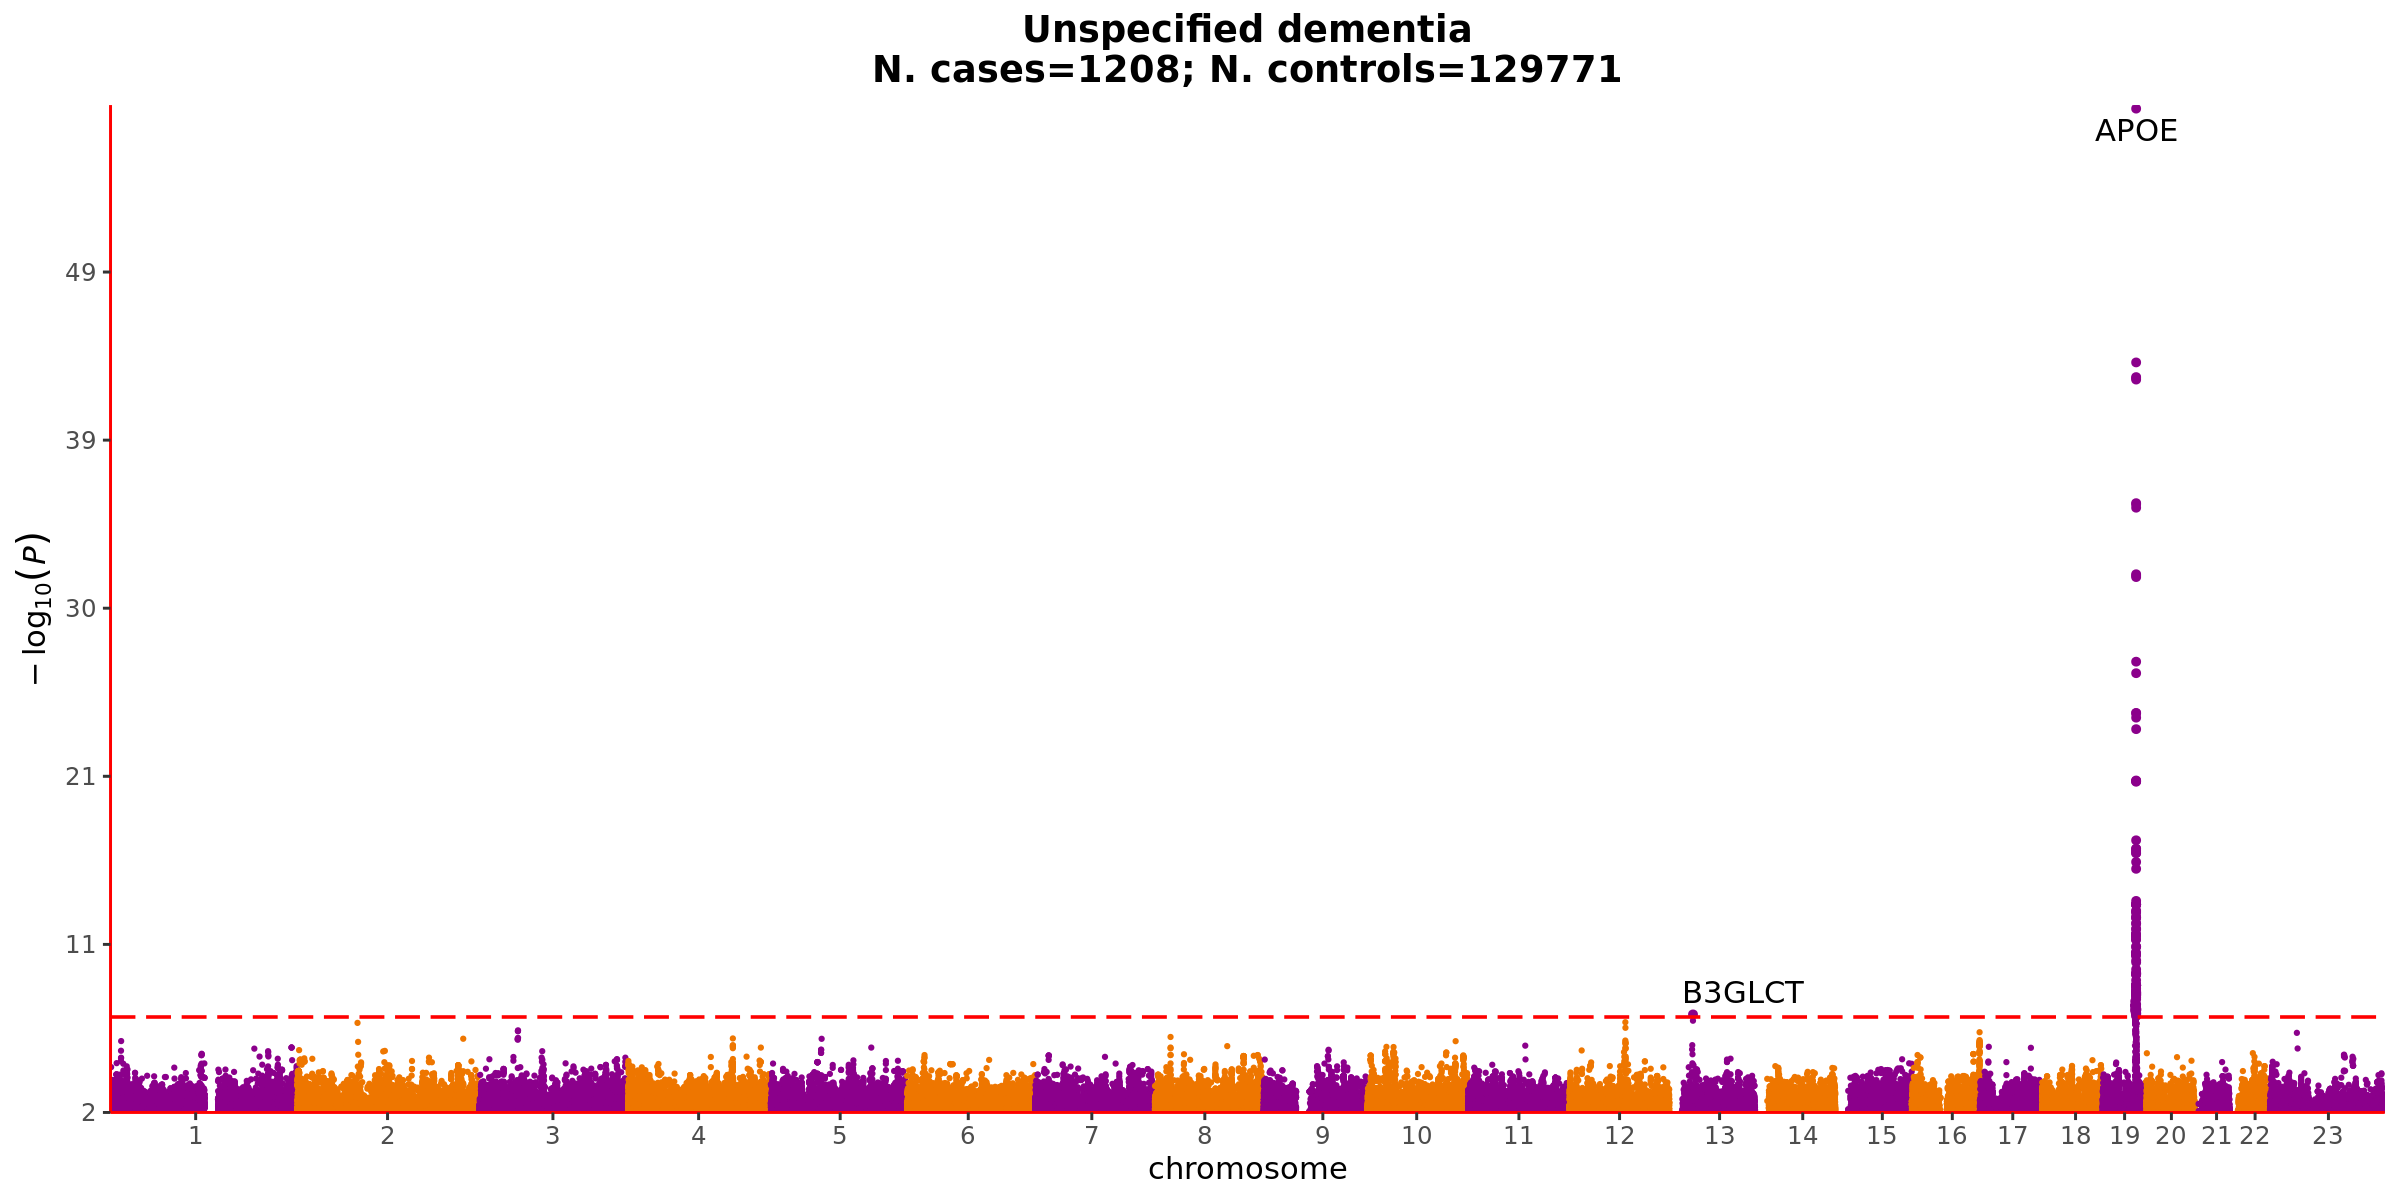 Unspecified dementia
N. cases=1208; N. controls=129771
APOE
49
39
30
21
11
2
− log10(P)
B3GLCT
1 2 3 4 5 6 7 8 9 10 11 12 13 14 15 16 17 18 19 20 21 22 23
chromosome